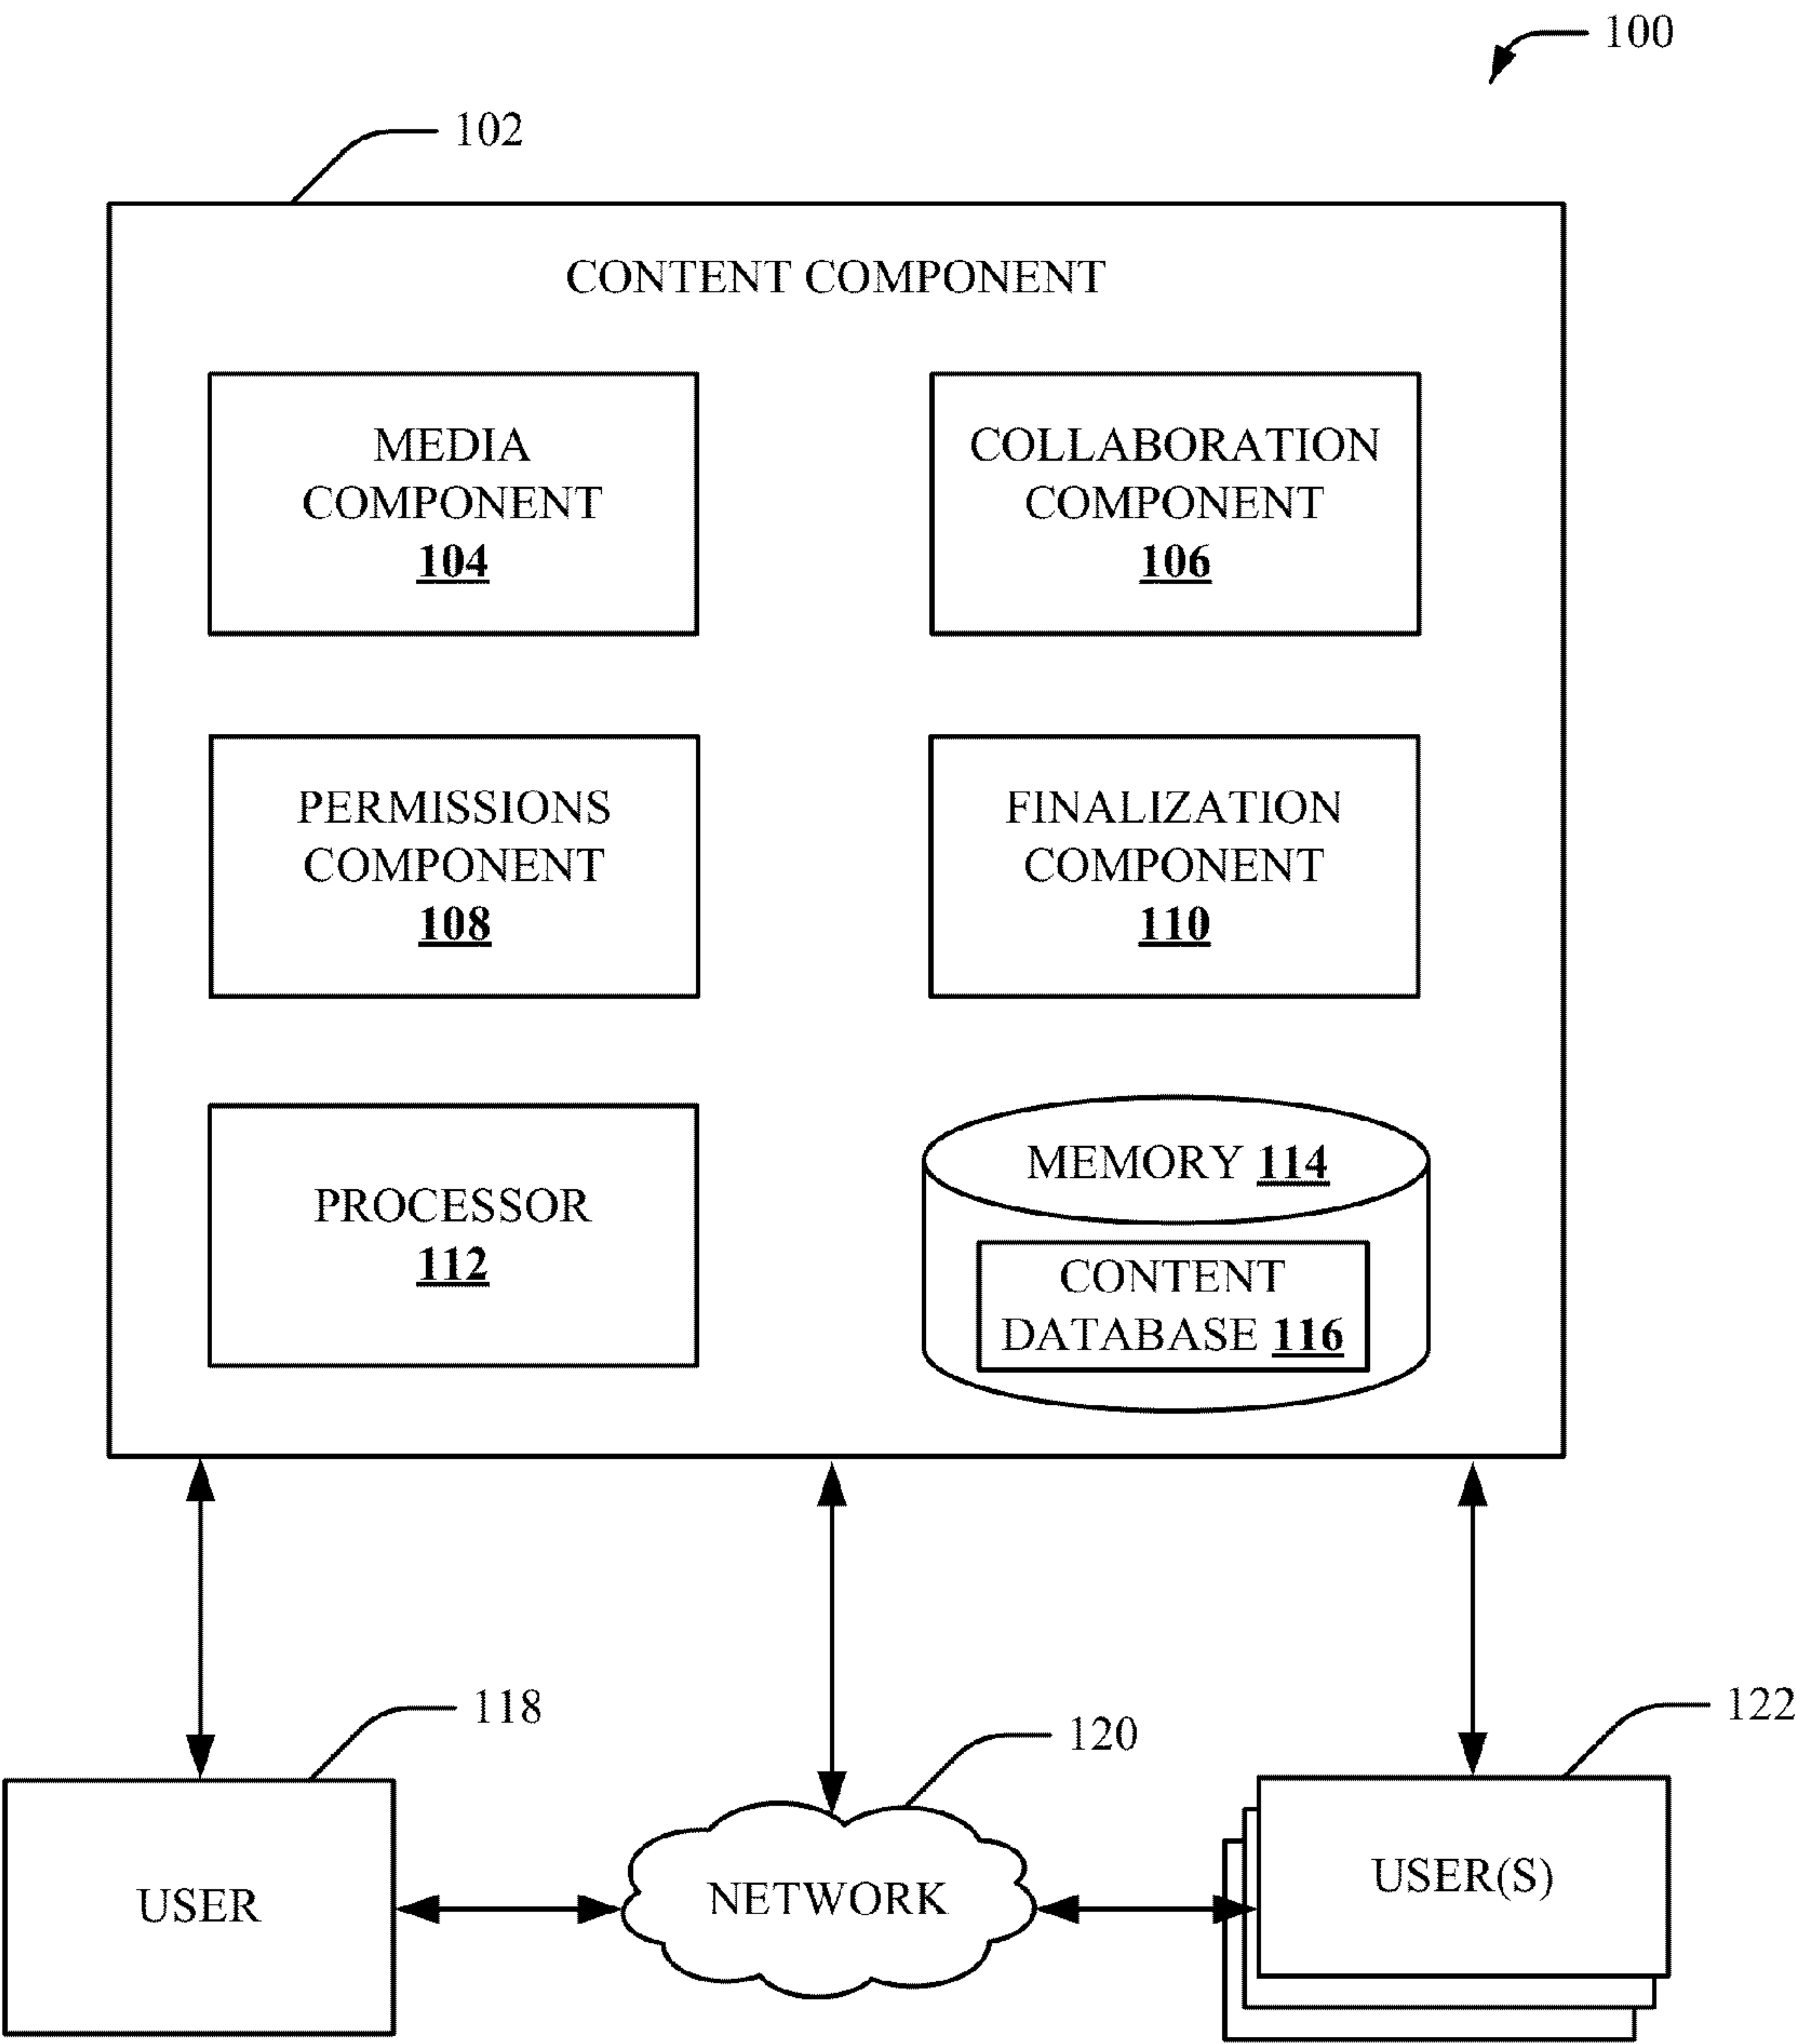 100
102
CONTENT COMPONENT
MEDIA
COMPONENT
104
COLLABORATION
COMPONENT
106
PERMISSIONS
COMPONENT
108
FINALIZATION
COMPONENT
110
PROCESSOR
112
MEMORY 114
CONTENT
DATABASE 116
118
120
122
USER
NETWORK
USER(S)